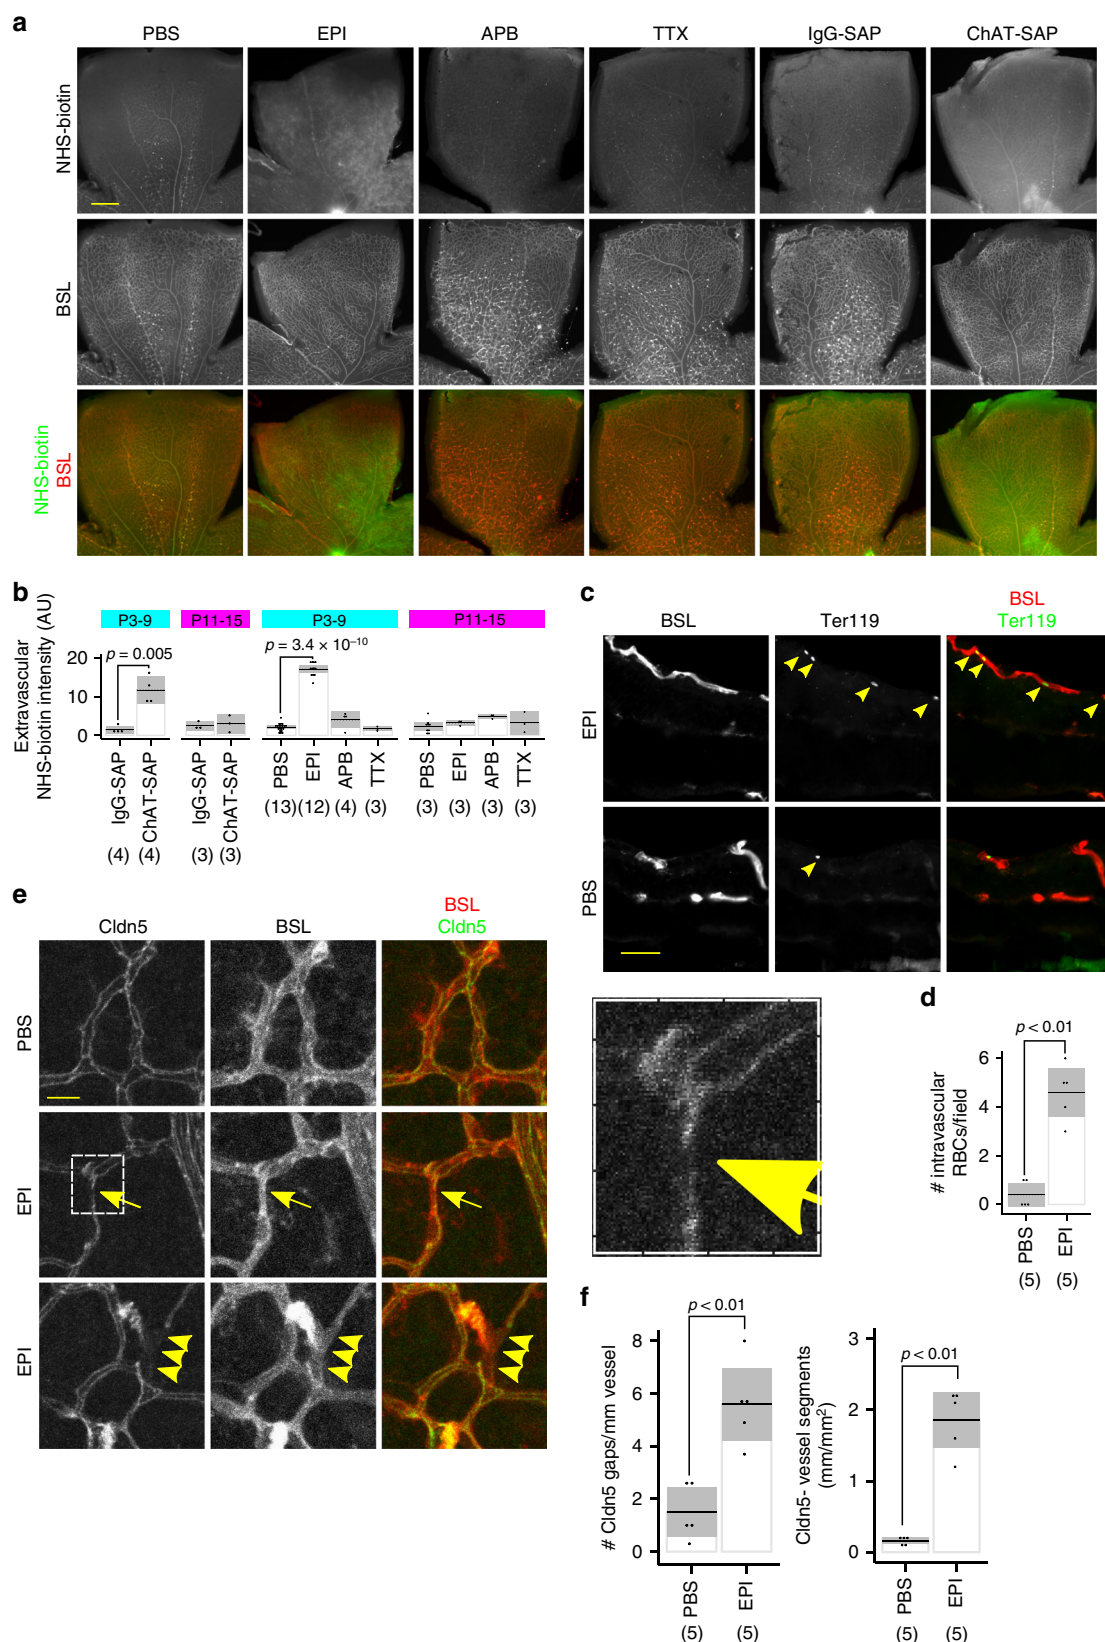 a
PBS EPI APB TTX IgG-SAP ChAT-SAP
NHS-biotin
BSL
NHS-biotin
BSL
b
P3-9 P11-15 P3-9 P11-15
Extravascular
NHS-biotin intensity (AU)
20
10
0
p = 0.005
p = 3.4 × 10⁻¹⁰
IgG-SAP ChAT-SAP IgG-SAP ChAT-SAP PBS EPI APB TTX PBS EPI APB TTX
(4) (4) (3) (3) (13) (12) (4) (3) (3) (3) (3) (3)
c
BSL Ter119 BSL
Ter119
EPI
PBS
e
Cldn5 BSL BSL
Cldn5
PBS
EPI
EPI
d
p < 0.01
# intravascular
RBCs/field
6
4
2
0
PBS EPI
(5) (5)
f
p < 0.01
# Cldn5 gaps/mm vessel
8
6
4
2
0
PBS EPI
(5) (5)
p < 0.01
Cldn5- vessel segments
(mm/mm²)
3
2
1
0
PBS EPI
(5) (5)